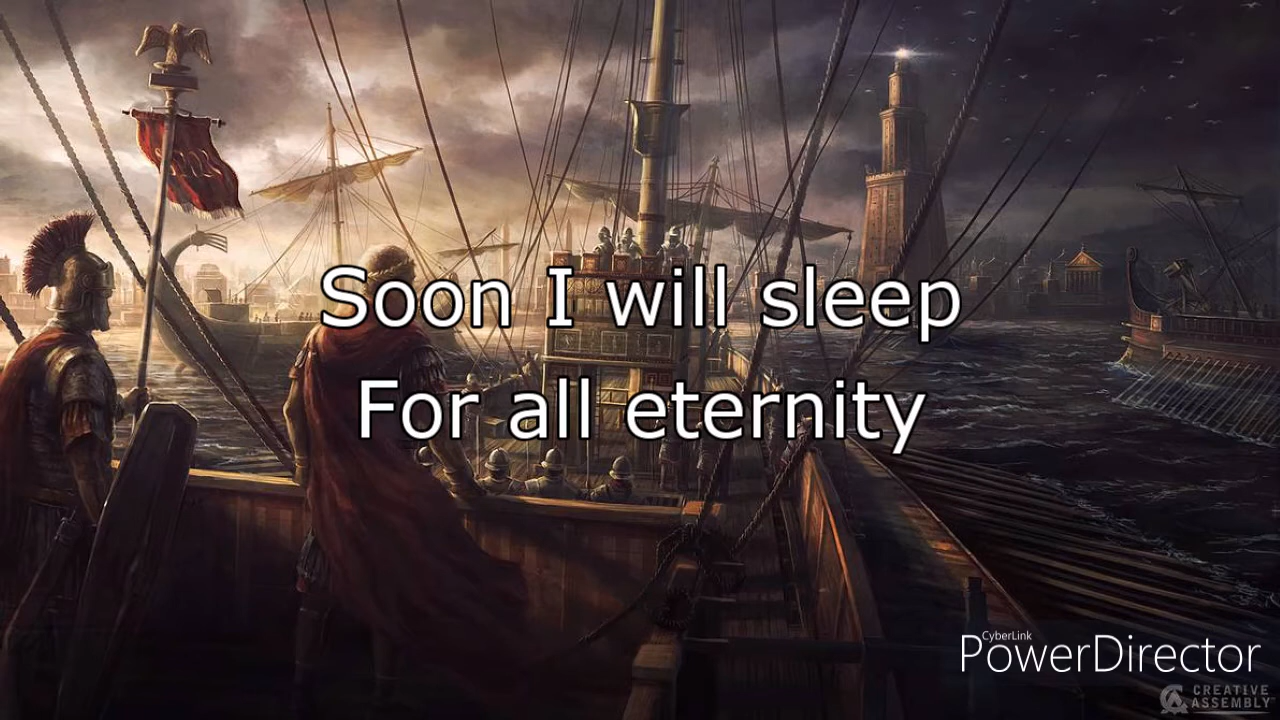 Soon I will sleep
For all eternity
CyberLink
PowerDirector
CREATIVE
ASSEMBLY